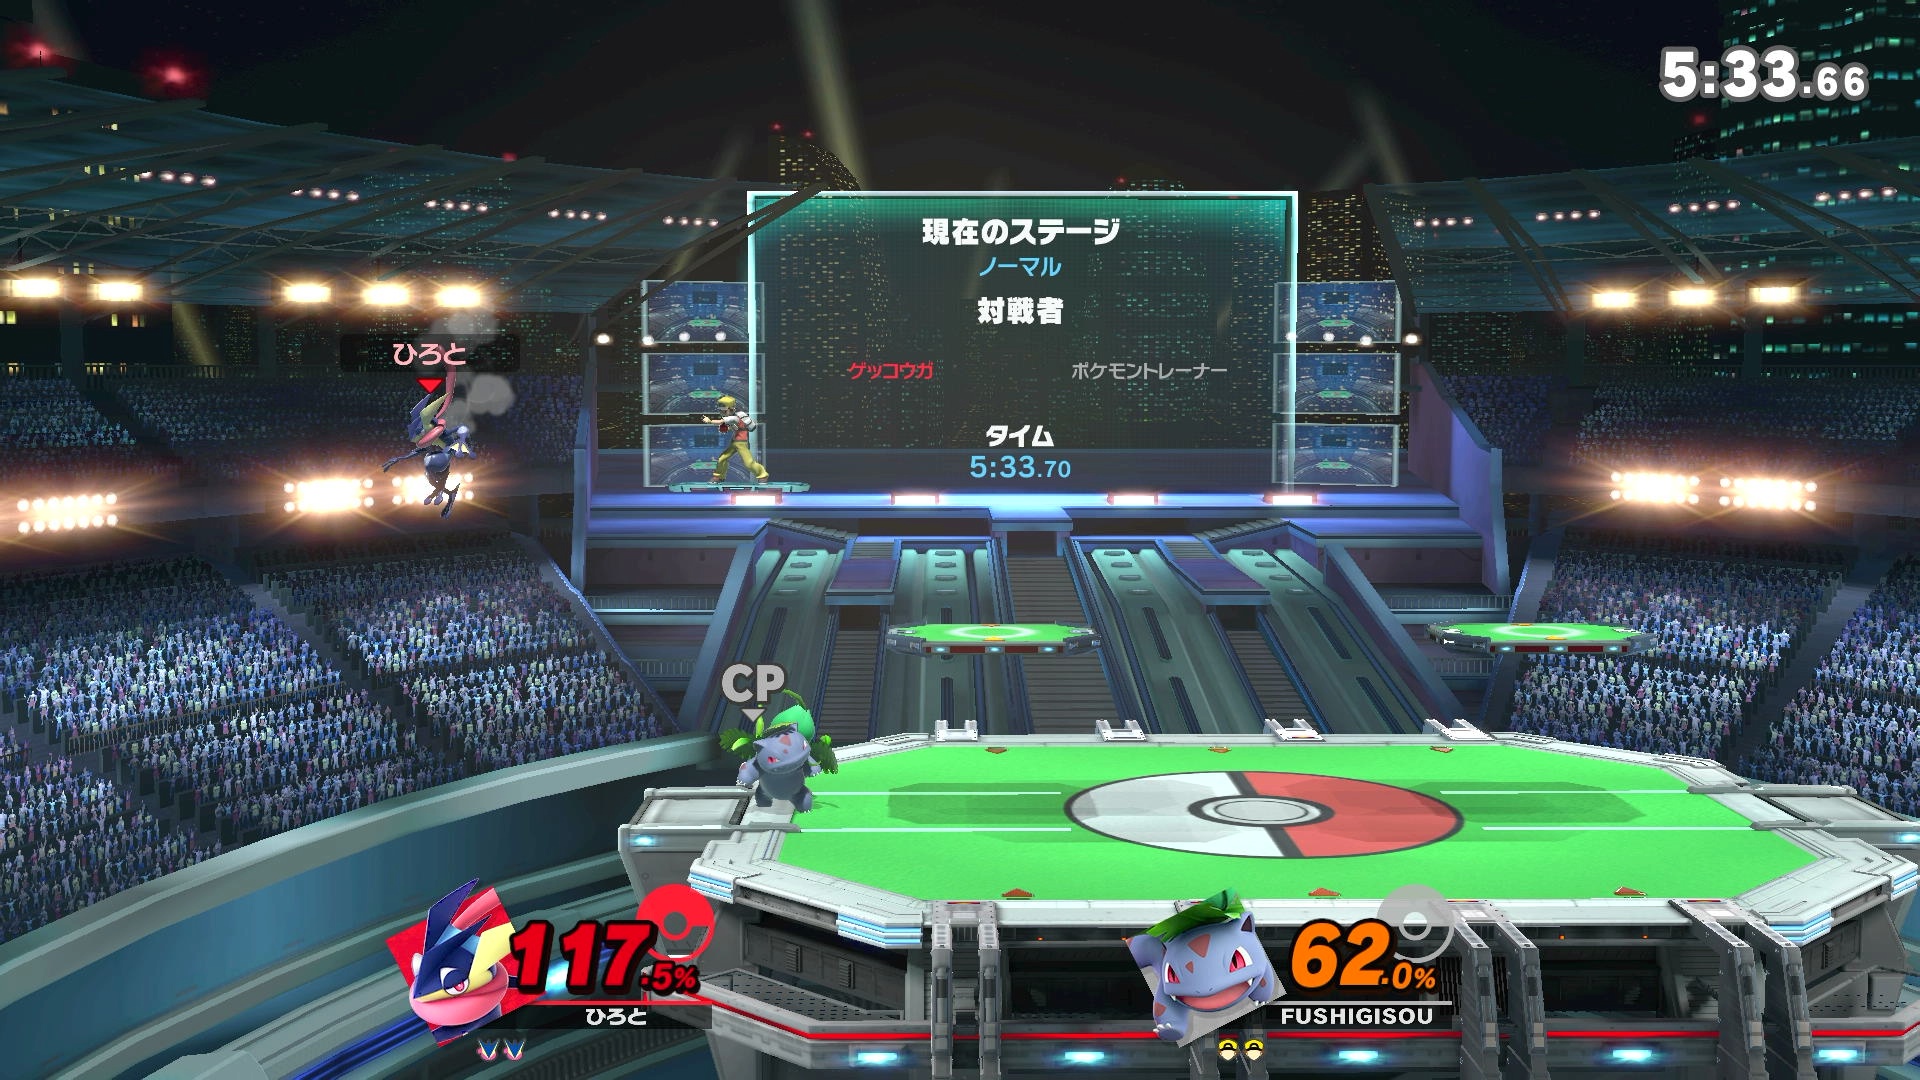 5:33.66
現在のステージ
ノーマル
対戦者
ひろと
ゲッコウガ ポケモントレーナー
タイム
5:33.70
CP
117.5%
ひろと
62.0%
FUSHIGISOU